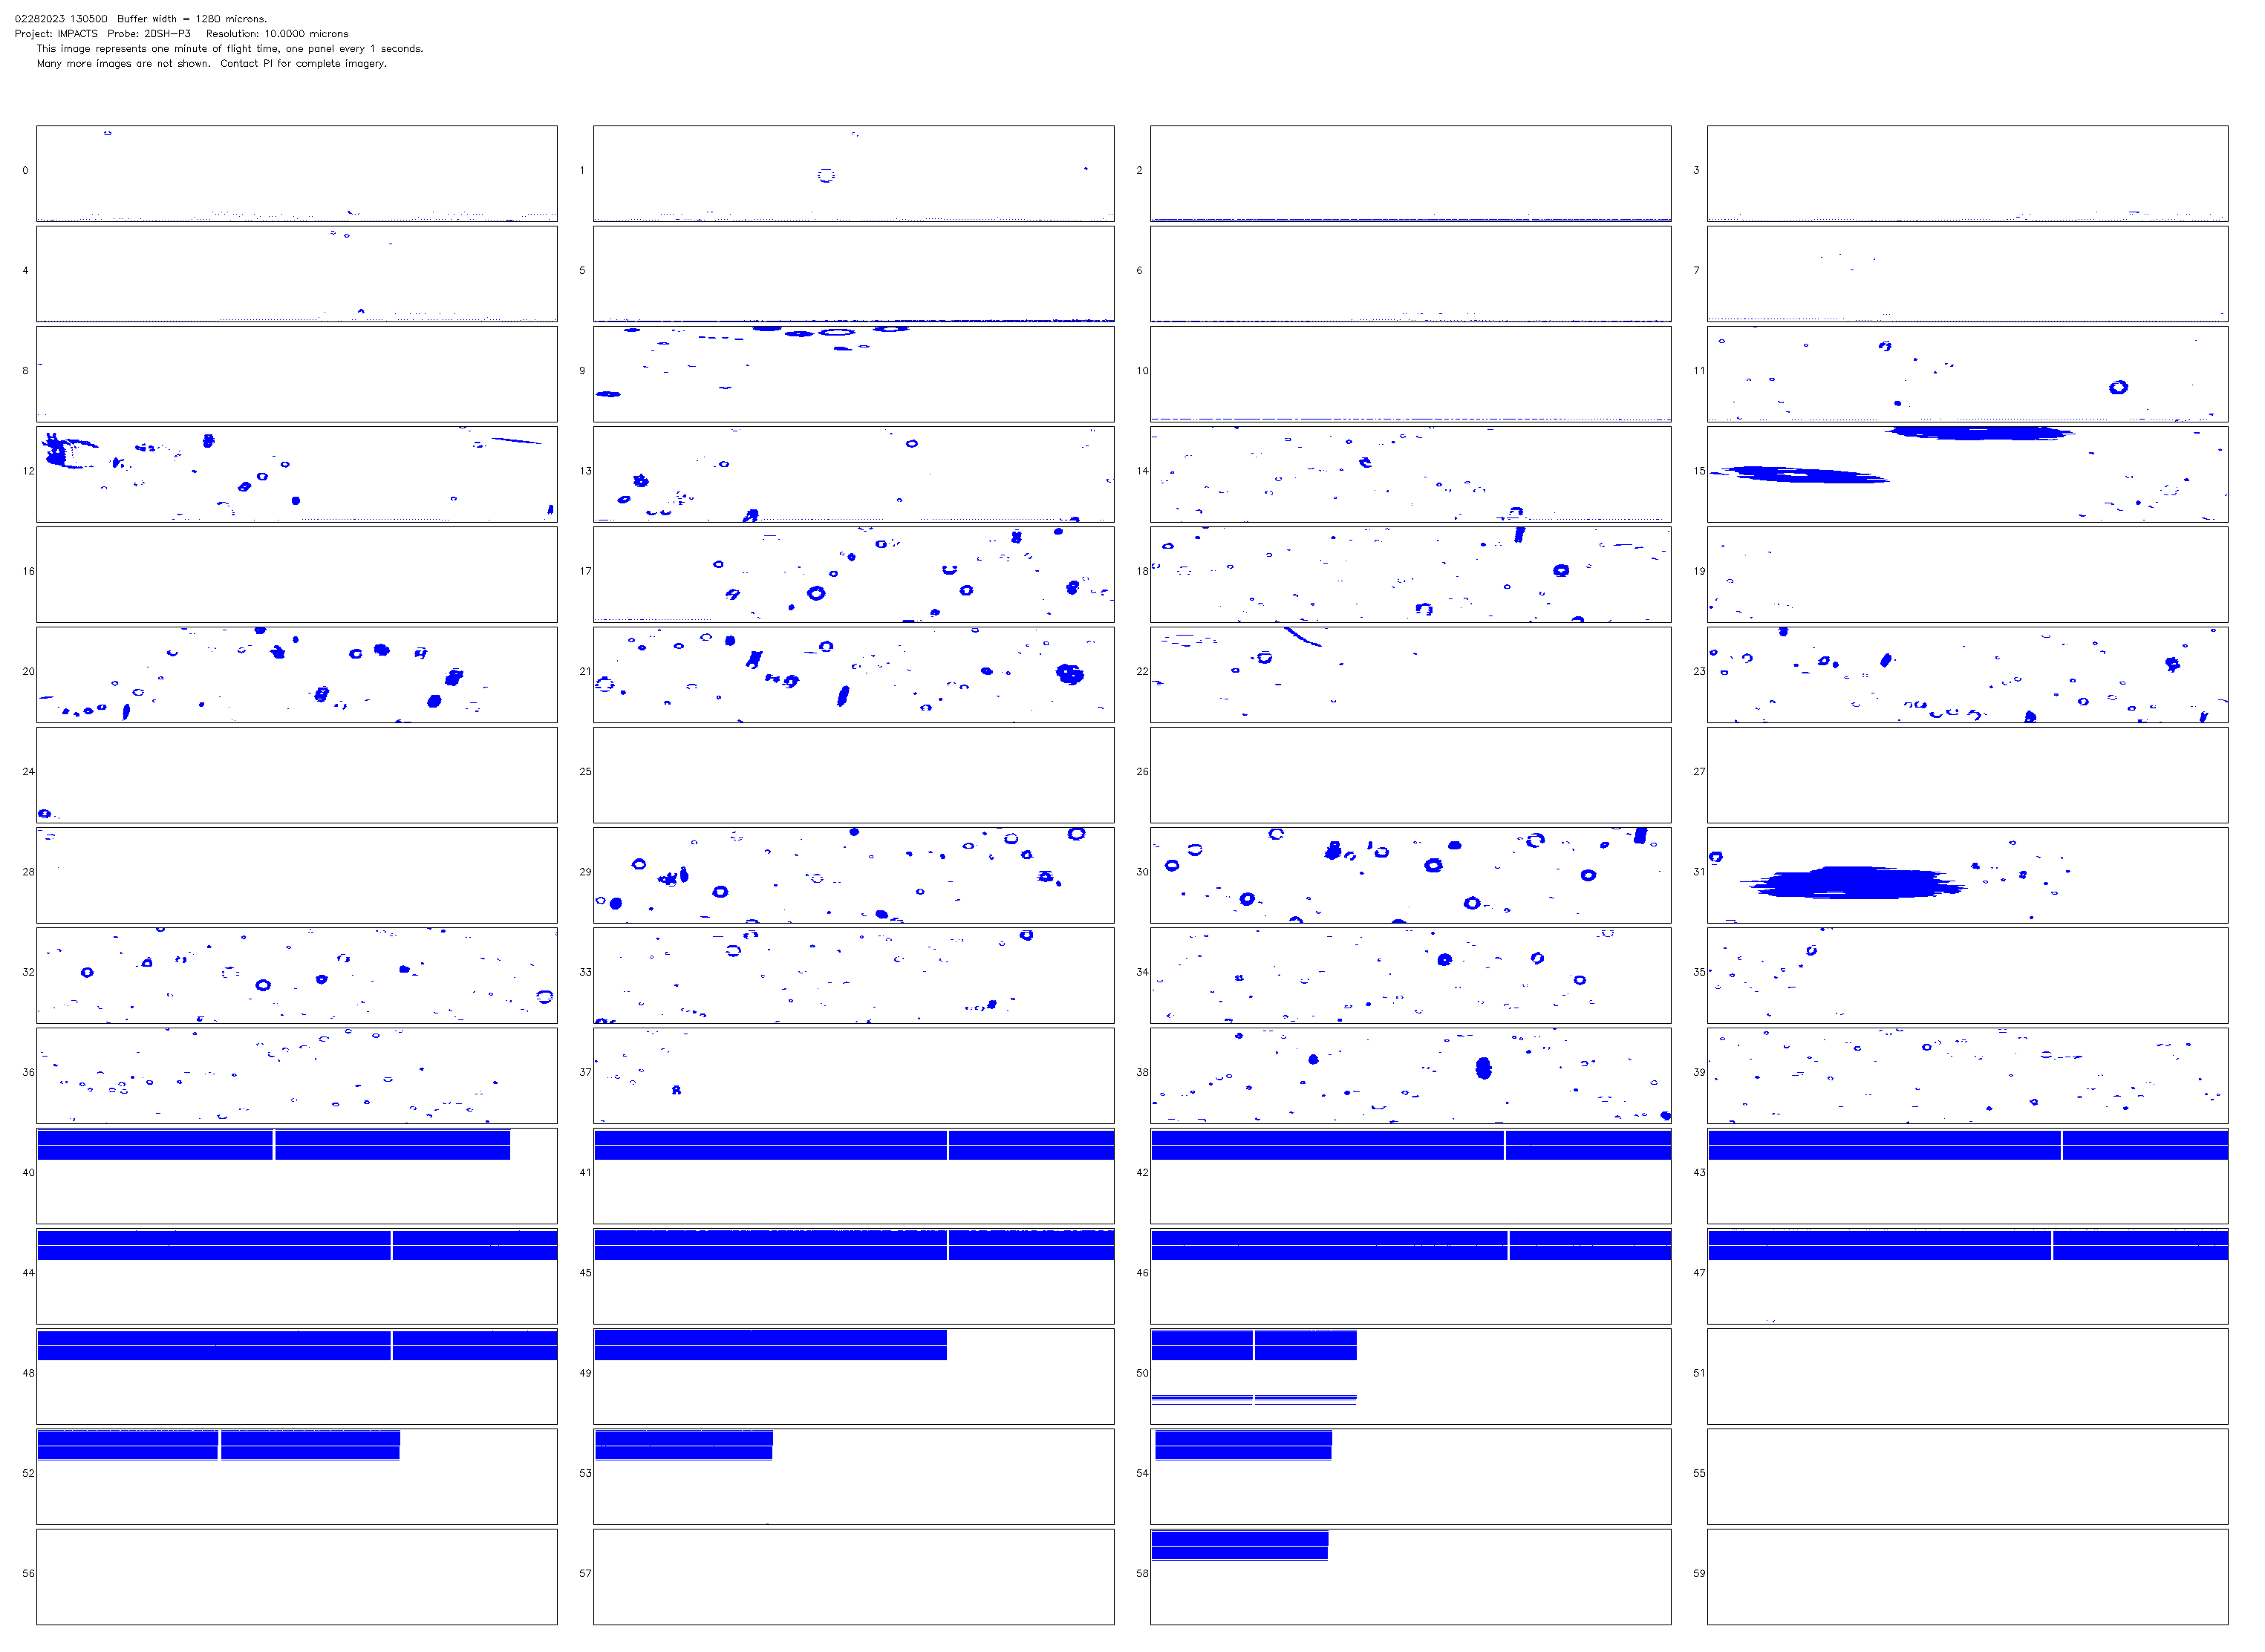 02282023 130500  Buffer width = 1280 microns.
Project: IMPACTS  Probe: 2DSH-P3    Resolution: 10.0000 microns
This image represents one minute of flight time, one panel every 1 seconds.
Many more images are not shown.  Contact PI for complete imagery.
0 1 2 3
4 5 6 7
8 9 10 11
12 13 14 15
16 17 18 19
20 21 22 23
24 25 26 27
28 29 30 31
32 33 34 35
36 37 38 39
40 41 42 43
44 45 46 47
48 49 50 51
52 53 54 55
56 57 58 59